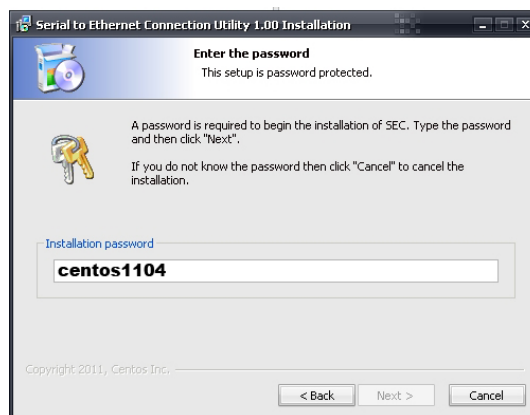 Serial to Ethernet Connection Utility 1.00 Installation
Enter the password
This setup is password protected.
A password is required to begin the installation of SEC. Type the password
and then click "Next".
If you do not know the password then click "Cancel" to cancel the
installation.
Installation password
centos1104
Copyright 2011, Centos Inc.
< Back
Next >
Cancel